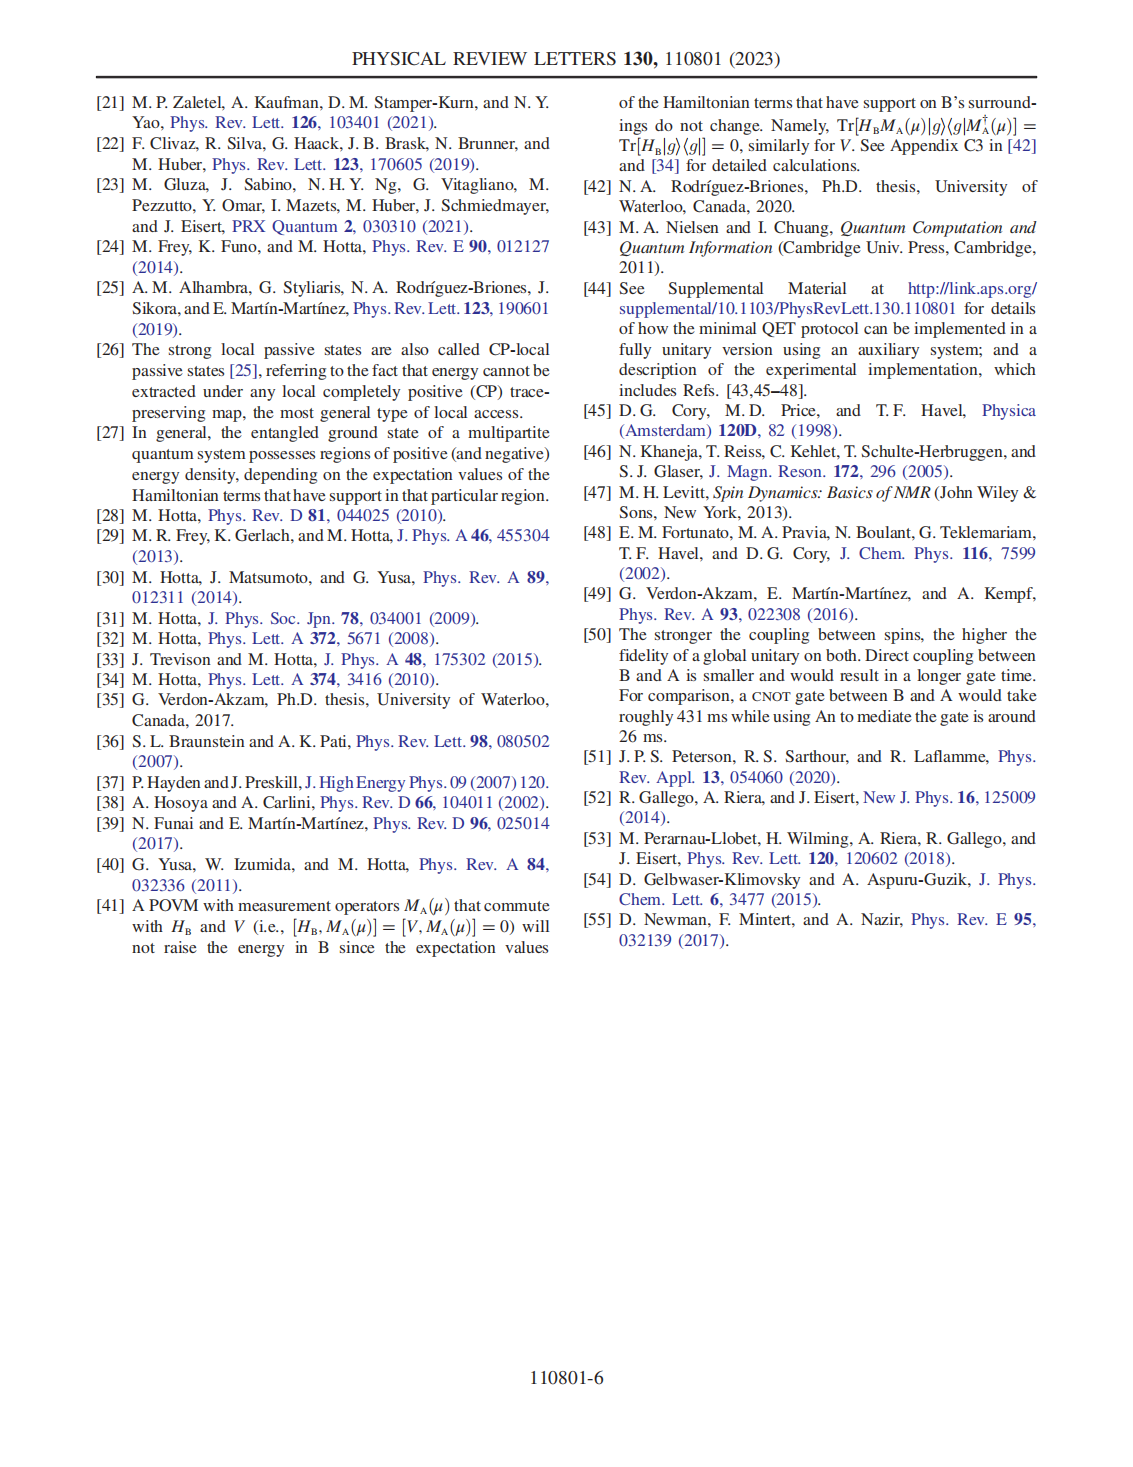 PHYSICAL REVIEW LETTERS 130, 110801 (2023)
[21] M. P. Zaletel, A. Kaufman, D. M. Stamper-Kurn, and N. Y.
Yao, Phys. Rev. Lett. 126, 103401 (2021).
[22] F. Clivaz, R. Silva, G. Haack, J. B. Brask, N. Brunner, and
M. Huber, Phys. Rev. Lett. 123, 170605 (2019).
[23] M. Gluza, J. Sabino, N. H. Y. Ng, G. Vitagliano, M.
Pezzutto, Y. Omar, I. Mazets, M. Huber, J. Schmiedmayer,
and J. Eisert, PRX Quantum 2, 030310 (2021).
[24] M. Frey, K. Funo, and M. Hotta, Phys. Rev. E 90, 012127
(2014).
[25] A. M. Alhambra, G. Styliaris, N. A. Rodríguez-Briones, J.
Sikora, and E. Martín-Martínez, Phys. Rev. Lett. 123, 190601
(2019).
[26] The strong local passive states are also called CP-local
passive states [25], referring to the fact that energy cannot be
extracted under any local completely positive (CP) trace-
preserving map, the most general type of local access.
[27] In general, the entangled ground state of a multipartite
quantum system possesses regions of positive (and negative)
energy density, depending on the expectation values of the
Hamiltonian terms that have support in that particular region.
[28] M. Hotta, Phys. Rev. D 81, 044025 (2010).
[29] M. R. Frey, K. Gerlach, and M. Hotta, J. Phys. A 46, 455304
(2013).
[30] M. Hotta, J. Matsumoto, and G. Yusa, Phys. Rev. A 89,
012311 (2014).
[31] M. Hotta, J. Phys. Soc. Jpn. 78, 034001 (2009).
[32] M. Hotta, Phys. Lett. A 372, 5671 (2008).
[33] J. Trevison and M. Hotta, J. Phys. A 48, 175302 (2015).
[34] M. Hotta, Phys. Lett. A 374, 3416 (2010).
[35] G. Verdon-Akzam, Ph.D. thesis, University of Waterloo,
Canada, 2017.
[36] S. L. Braunstein and A. K. Pati, Phys. Rev. Lett. 98, 080502
(2007).
[37] P. Hayden and J. Preskill, J. High Energy Phys. 09 (2007) 120.
[38] A. Hosoya and A. Carlini, Phys. Rev. D 66, 104011 (2002).
[39] N. Funai and E. Martín-Martínez, Phys. Rev. D 96, 025014
(2017).
[40] G. Yusa, W. Izumida, and M. Hotta, Phys. Rev. A 84,
032336 (2011).
[41] A POVM with measurement operators M_A(μ) that commute
with H_B and V (i.e., [H_B, M_A(μ)] = [V, M_A(μ)] = 0) will
not raise the energy in B since the expectation values
of the Hamiltonian terms that have support on B's surround-
ings do not change. Namely, Tr[H_B M_A(μ)|g⟩⟨g|M_A^†(μ)] =
Tr[H_B|g⟩⟨g|] = 0, similarly for V. See Appendix C3 in [42]
and [34] for detailed calculations.
[42] N. A. Rodríguez-Briones, Ph.D. thesis, University of
Waterloo, Canada, 2020.
[43] M. A. Nielsen and I. Chuang, Quantum Computation and
Quantum Information (Cambridge Univ. Press, Cambridge,
2011).
[44] See Supplemental Material at http://link.aps.org/
supplemental/10.1103/PhysRevLett.130.110801 for details
of how the minimal QET protocol can be implemented in a
fully unitary version using an auxiliary system; and a
description of the experimental implementation, which
includes Refs. [43,45–48].
[45] D. G. Cory, M. D. Price, and T. F. Havel, Physica
(Amsterdam) 120D, 82 (1998).
[46] N. Khaneja, T. Reiss, C. Kehlet, T. Schulte-Herbruggen, and
S. J. Glaser, J. Magn. Reson. 172, 296 (2005).
[47] M. H. Levitt, Spin Dynamics: Basics of NMR (John Wiley &
Sons, New York, 2013).
[48] E. M. Fortunato, M. A. Pravia, N. Boulant, G. Teklemariam,
T. F. Havel, and D. G. Cory, J. Chem. Phys. 116, 7599
(2002).
[49] G. Verdon-Akzam, E. Martín-Martínez, and A. Kempf,
Phys. Rev. A 93, 022308 (2016).
[50] The stronger the coupling between spins, the higher the
fidelity of a global unitary on both. Direct coupling between
B and A is smaller and would result in a longer gate time.
For comparison, a CNOT gate between B and A would take
roughly 431 ms while using An to mediate the gate is around
26 ms.
[51] J. P. S. Peterson, R. S. Sarthour, and R. Laflamme, Phys.
Rev. Appl. 13, 054060 (2020).
[52] R. Gallego, A. Riera, and J. Eisert, New J. Phys. 16, 125009
(2014).
[53] M. Perarnau-Llobet, H. Wilming, A. Riera, R. Gallego, and
J. Eisert, Phys. Rev. Lett. 120, 120602 (2018).
[54] D. Gelbwaser-Klimovsky and A. Aspuru-Guzik, J. Phys.
Chem. Lett. 6, 3477 (2015).
[55] D. Newman, F. Mintert, and A. Nazir, Phys. Rev. E 95,
032139 (2017).
110801-6